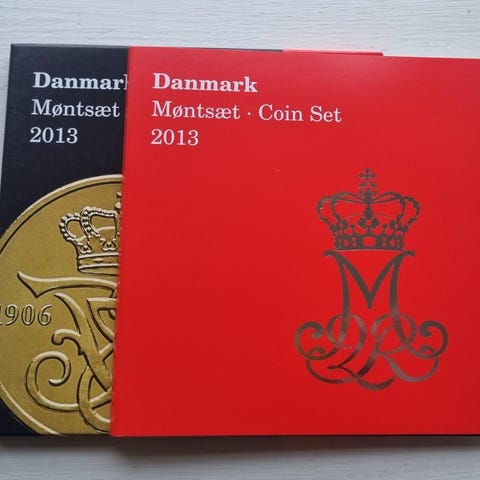 Danmark
Møntsæt
2013
1906
Danmark
Møntsæt · Coin Set
2013